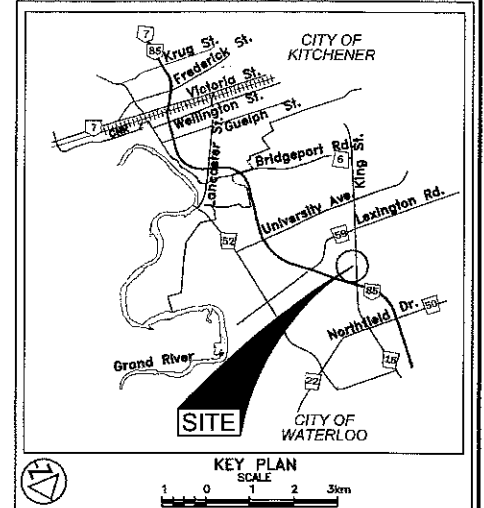 CITY OF
KITCHENER
7
85
Krug St.
Frederick St.
Victoria St.
7
Wellington St.
Guelph St.
Lancaster St.
Bridgeport Rd.
6
King St.
University Ave.
Lexington Rd.
52
59
85
Northfield Dr.
50
Grand River
22
15
SITE
CITY OF
WATERLOO
KEY PLAN
SCALE
1 0 1 2 3km